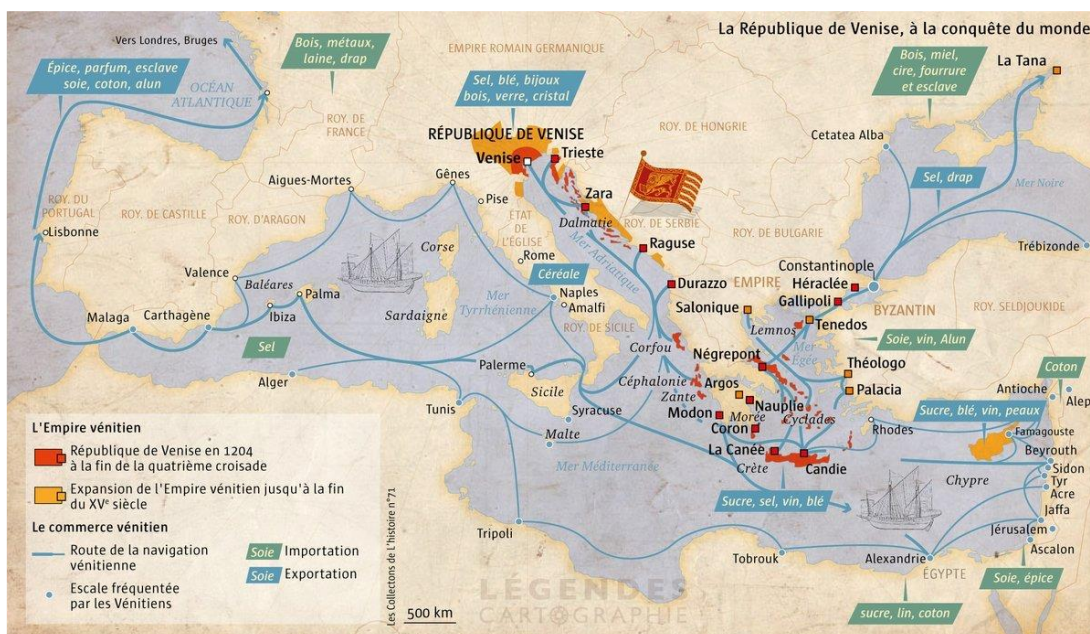 La République de Venise, à la conquête du monde
Vers Londres, Bruges
Bois, métaux,
laine, drap
EMPIRE ROMAIN GERMANIQUE
Bois, miel,
cire, fourrure
et esclave
La Tana
Épice, parfum, esclave
soie, coton, alun
OCÉAN
ATLANTIQUE
Sel, blé, bijoux
bois, verre, cristal
ROY. DE
FRANCE
ROY. DE HONGRIE
RÉPUBLIQUE DE VENISE
Venise
Trieste
Cetatea Alba
Sel, drap
Mer Noire
Aigues-Mortes
Gênes
Pise
Zara
Dalmatie
ROY. DU
PORTUGAL
ROY. DE CASTILLE
ROY. D'ARAGON
ÉTAT
DE
L'ÉGLISE
Mer Adriatique
ROY. DE SERBIE
ROY. DE BULGARIE
Lisbonne
Corse
Rome
Raguse
Trébizonde
Valence
Baléares
Palma
Ibiza
Céréale
Naples
Amalfi
Durazzo
EMPIRE
BYZANTIN
Constantinople
Héraclée
Gallipoli
Salonique
Tenedos
Lemnos
ROY. SELDJOUKIDE
Malaga
Carthagène
Sardaigne
Mer
Tyrrhénienne
ROY. DE SICILE
Corfou
Mer
Égée
Soie, vin, Alun
Sel
Alger
Palerme
Sicile
Négrepont
Théologo
Palacia
Coton
Tunis
Syracuse
Malte
Céphalonie
Zante
Argos
Nauplie
Modon
Morée
Coron
Cyclades
Rhodes
Antioche
Alep
Sucre, blé, vin, peaux
Famagouste
La Canée
Crète
Candie
Chypre
Beyrouth
Sidon
Tyr
Acre
Jaffa
Jérusalem
Ascalon
Mer Méditerranée
Sucre, sel, vin, blé
Tripoli
Tobrouk
Alexandrie
ÉGYPTE
Soie, épice
sucre, lin, coton
L'Empire vénitien
République de Venise en 1204
à la fin de la quatrième croisade
Expansion de l'Empire vénitien jusqu'à la fin
du XVe siècle
Le commerce vénitien
Route de la navigation
vénitienne
Escale fréquentée
par les Vénitiens
Soie Importation
Soie Exportation
Les Collectons de L'histoire n°71
500 km
LÉGENDES
CARTOGRAPHIE